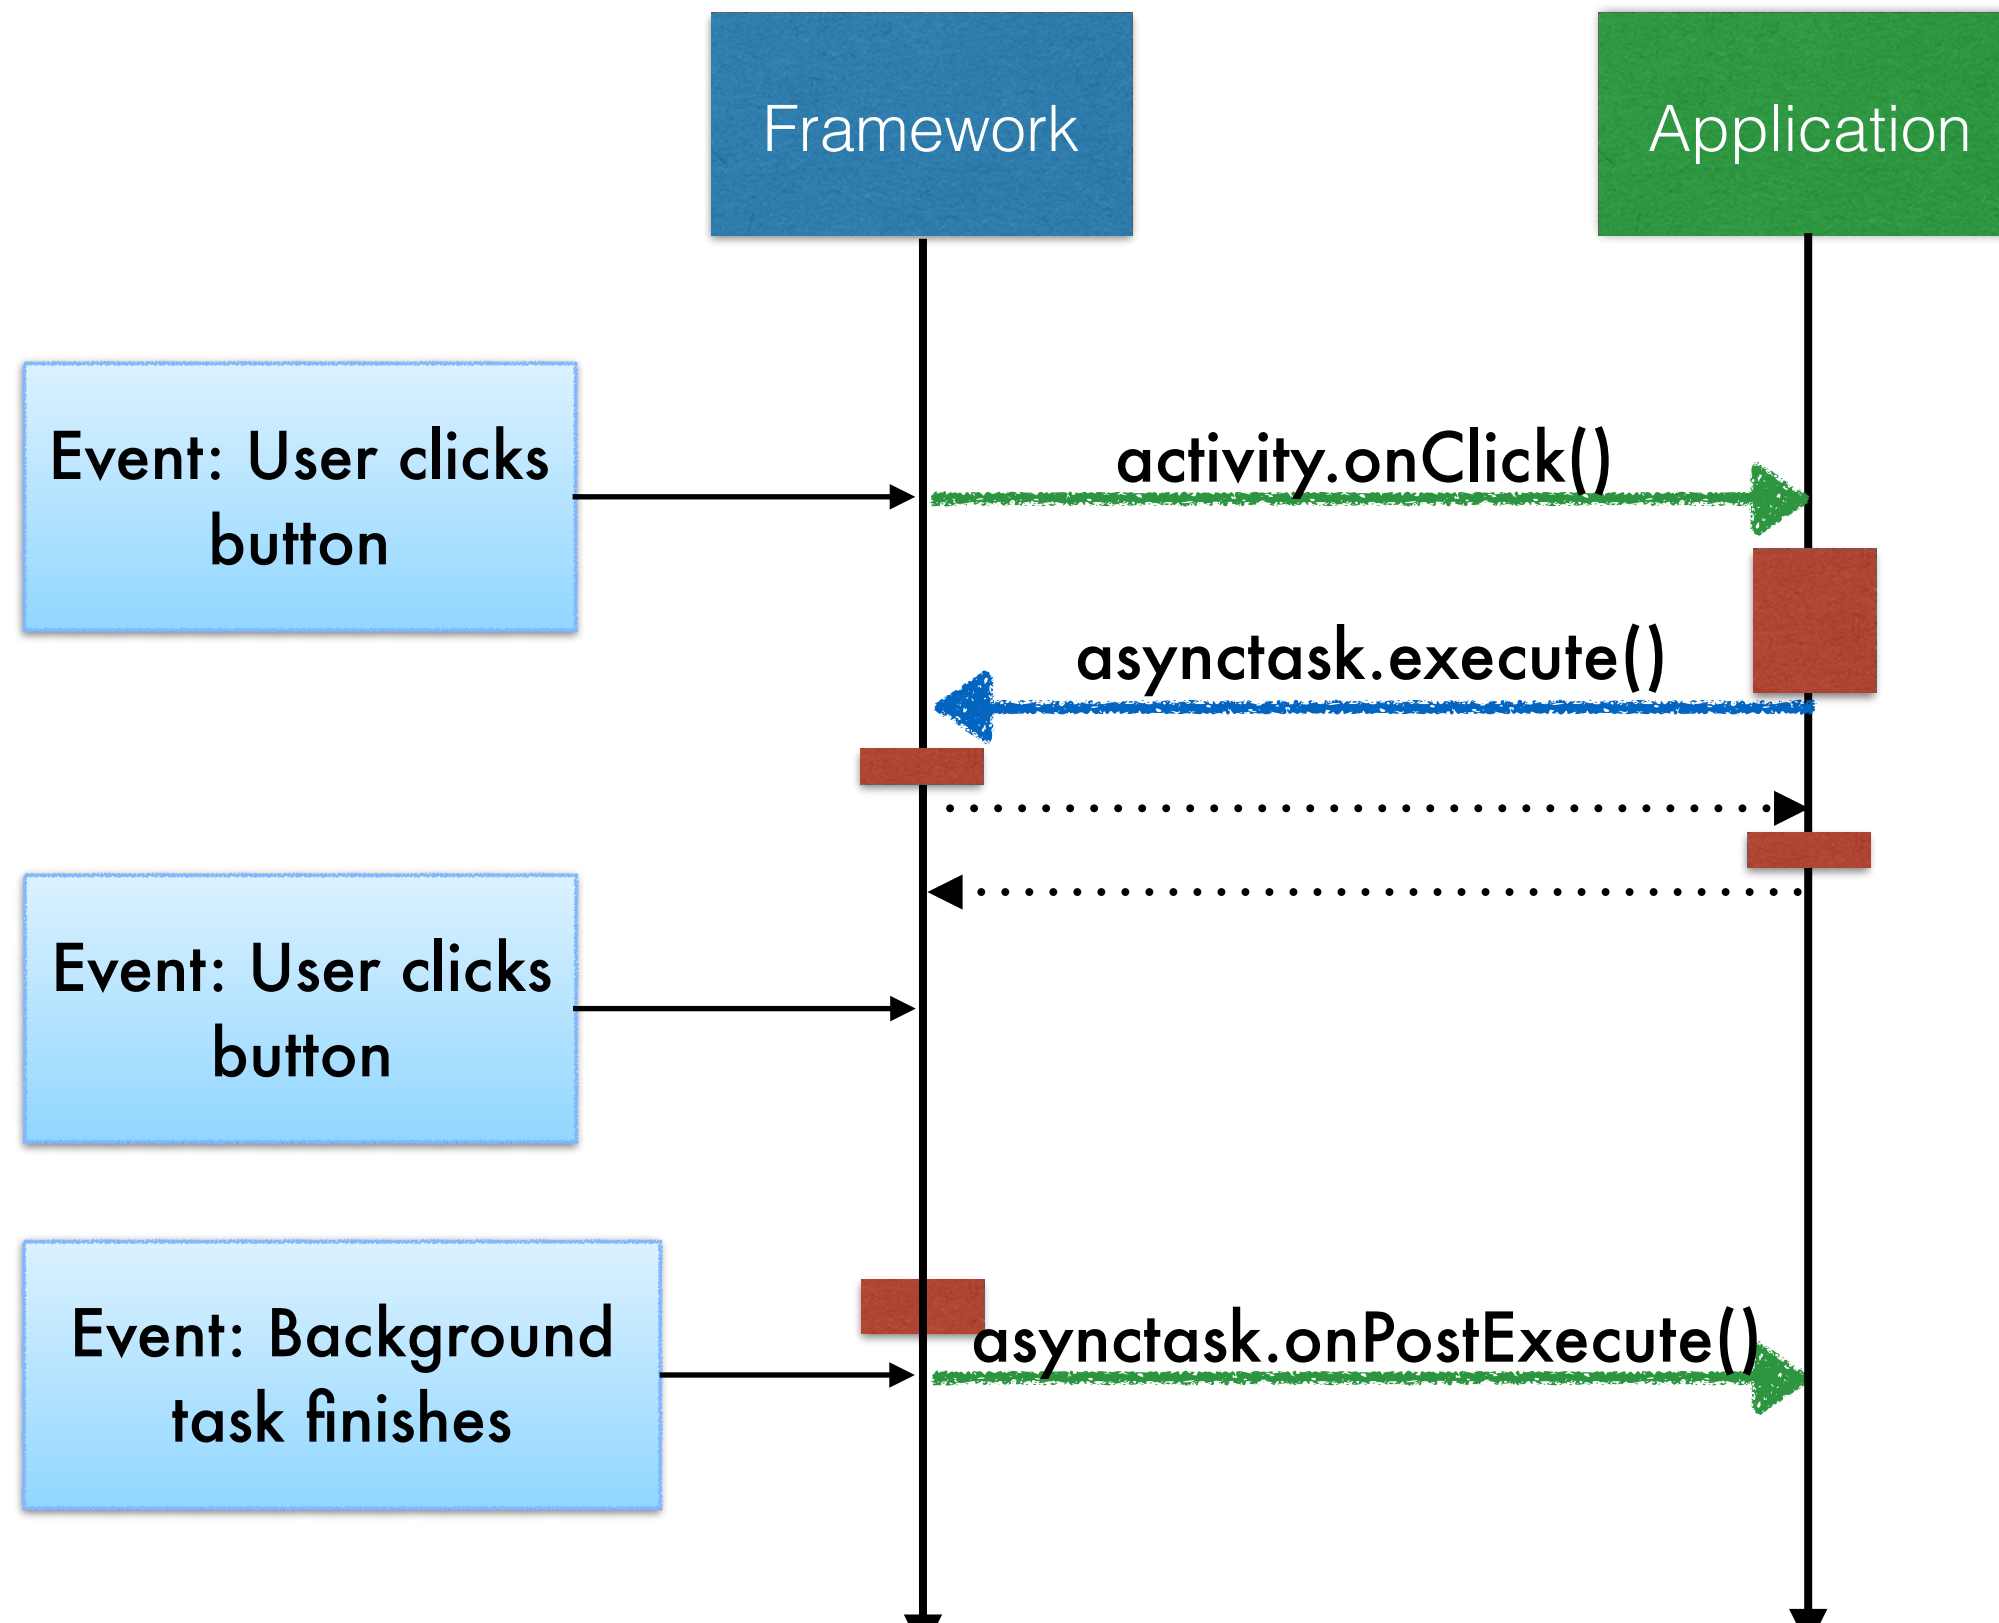 Framework
Application
Event: User clicks
button
activity.onClick()
asynctask.execute()
Event: User clicks
button
Event: Background
task finishes
asynctask.onPostExecute()